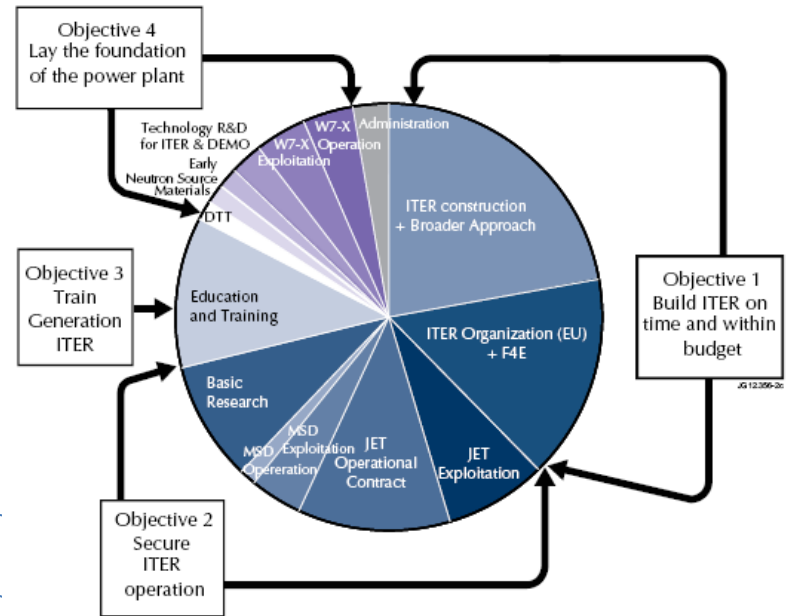 Objective 4
Lay the foundation
of the power plant
Technology R&D
for ITER & DEMO
Early
Neutron Source
Materials
DTT
W7-X
Exploitation
W7-X
Operation
Administration
ITER construction
+ Broader Approach
Objective 3
Train
Generation
ITER
Education
and Training
ITER Organization (EU)
+ F4E
Objective 1
Build ITER on
time and within
budget
JG12.356-2c
Basic
Research
MSD
Opereration
MSD
Exploitation
JET
Operational
Contract
JET
Exploitation
Objective 2
Secure
ITER
operation